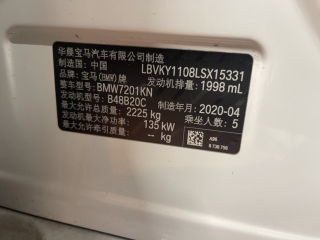 华晨宝马汽车有限公司制造
制造国: 中国 LBVKY1108LSX15331
品牌: 宝马(BMW)牌 发动机排量: 1998 mL
整车型号: BMW7201KN
发动机型号: B48B20C 制造年月: 2020-04
最大允许总质量: 2225 kg 乘坐人数: 5
发动机最大净功率: 135 kW
最大允许牵引质量: -- kg
A96